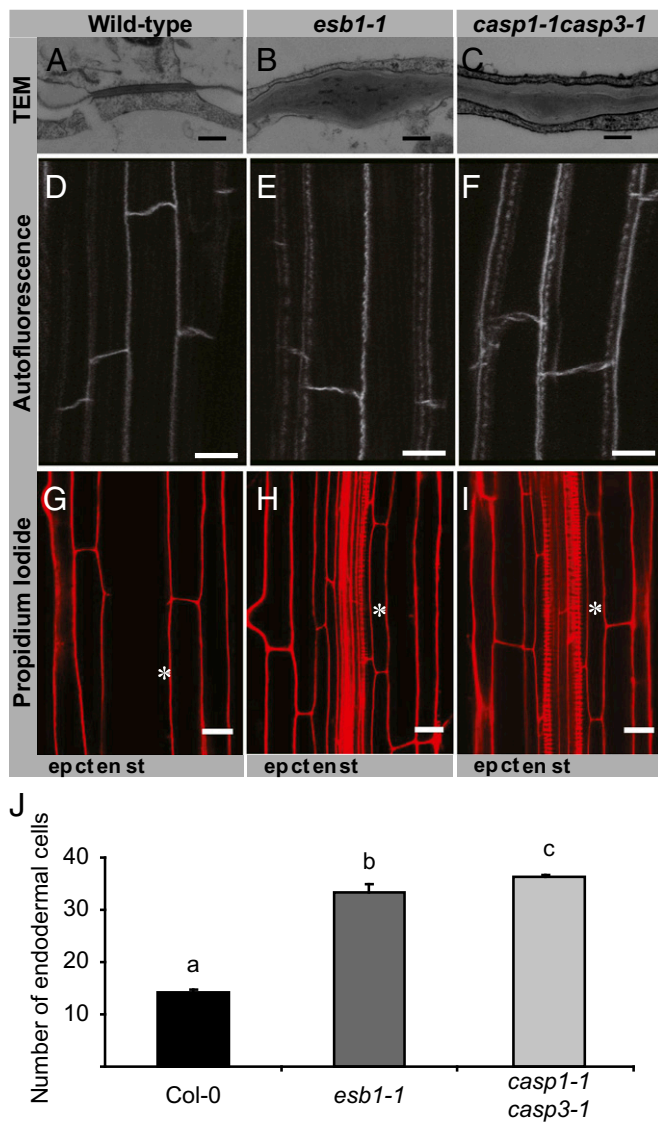 Wild-type esb1-1 casp1-1casp3-1
TEM
A B C
Autofluorescence
D E F
Propidium Iodide
G H I
* * *
ep ct en st ep ct en st ep ct en st
J
Number of endodermal cells
40
30
20
10
a
b
c
Col-0 esb1-1 casp1-1
casp3-1